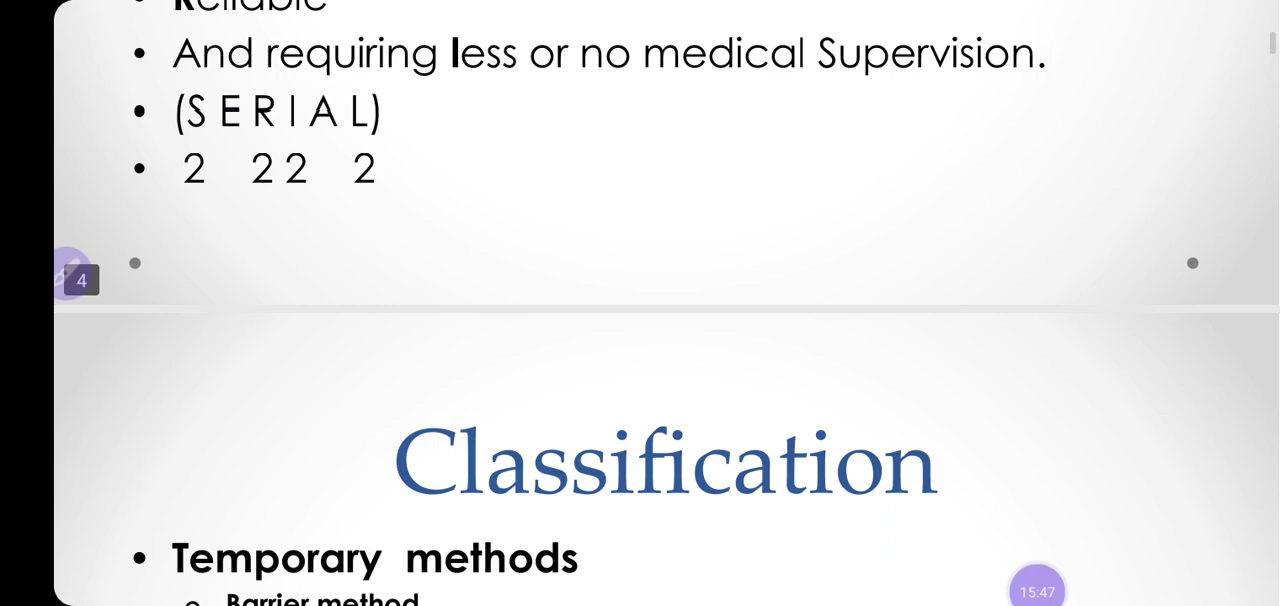 • Reliable
• And requiring less or no medical Supervision.
• (S E R I A L)
• 2 2 2 2
4
Classification
• Temporary methods
o Barrier method
15:47